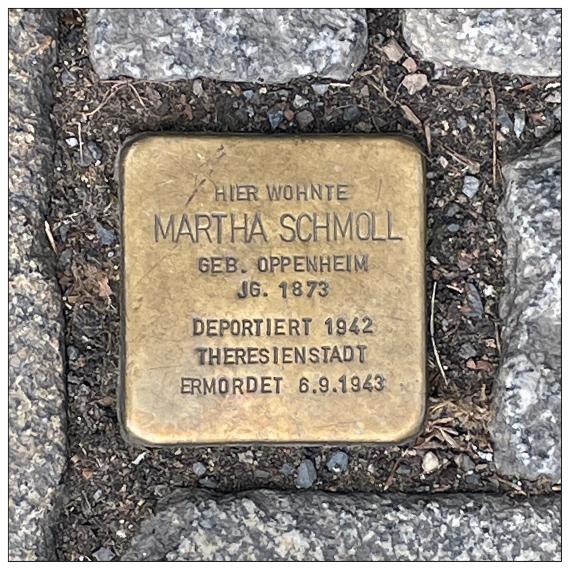 HIER WOHNTE
MARTHA SCHMOLL
GEB. OPPENHEIM
JG. 1873
DEPORTIERT 1942
THERESIENSTADT
ERMORDET 6.9.1943